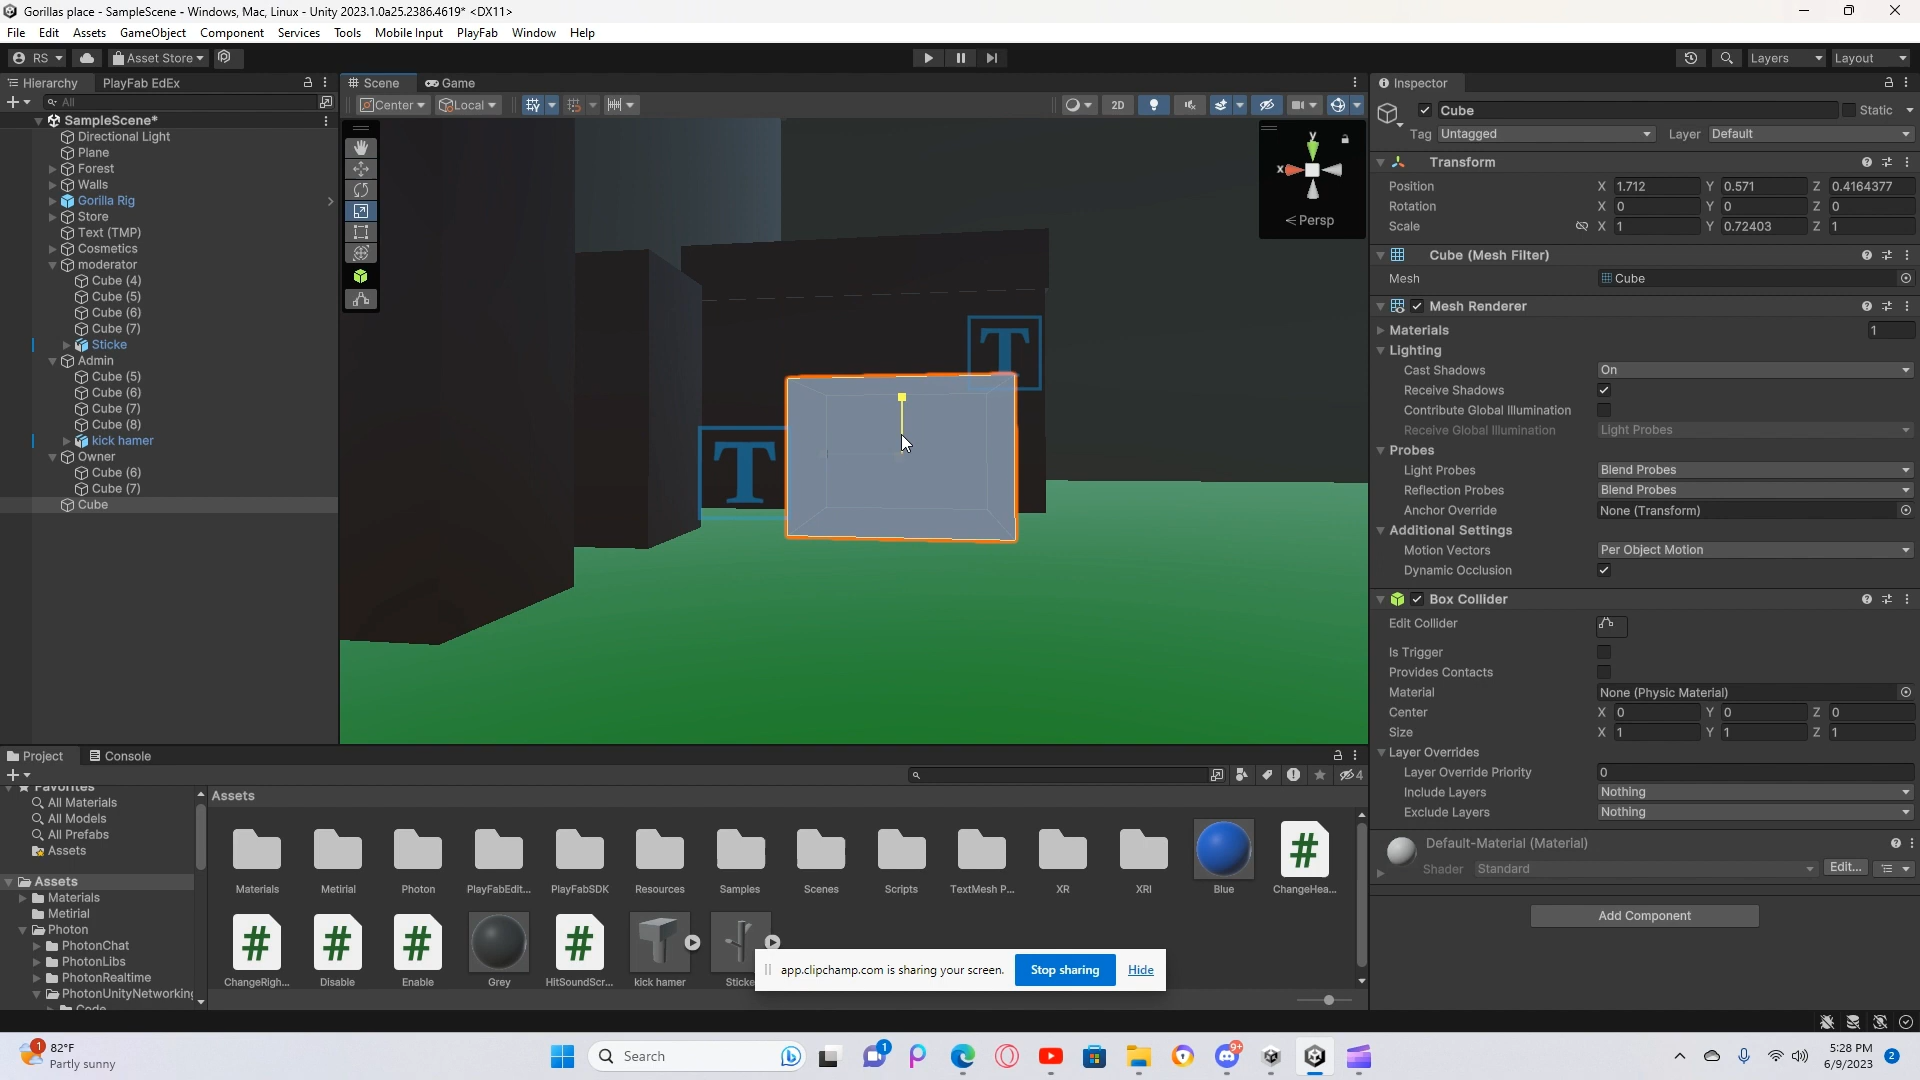 Gorillas place - SampleScene - Windows, Mac, Linux - Unity 2023.1.0a25.2386.4619* <DX11>
File Edit Assets GameObject Component Services Tools Mobile Input PlayFab Window Help
RS Asset Store Layers Layout
Hierarchy PlayFab EdEx
All
SampleScene*
Directional Light
Plane
Forest
Walls
Gorilla Rig
Store
Text (TMP)
Cosmetics
moderator
Cube (4)
Cube (5)
Cube (6)
Cube (7)
Sticke
Admin
Cube (5)
Cube (6)
Cube (7)
Cube (8)
kick hamer
Owner
Cube (6)
Cube (7)
Cube
Scene Game
Center Local 2D
y
x
Persp
T
T
Inspector
Cube Static
Tag Untagged Layer Default
Transform
Position X 1.712 Y 0.571 Z 0.4164377
Rotation X 0 Y 0 Z 0
Scale X 1 Y 0.72403 Z 1
Cube (Mesh Filter)
Mesh Cube
Mesh Renderer
Materials 1
Lighting
Cast Shadows On
Receive Shadows
Contribute Global Illumination
Receive Global Illumination Light Probes
Probes
Light Probes Blend Probes
Reflection Probes Blend Probes
Anchor Override None (Transform)
Additional Settings
Motion Vectors Per Object Motion
Dynamic Occlusion
Box Collider
Edit Collider
Is Trigger
Provides Contacts
Material None (Physic Material)
Center X 0 Y 0 Z 0
Size X 1 Y 1 Z 1
Layer Overrides
Layer Override Priority 0
Include Layers Nothing
Exclude Layers Nothing
Default-Material (Material)
Shader Standard Edit...
Add Component
Project Console
4
Favorites
All Materials
All Models
All Prefabs
Assets
Assets
Materials
Metirial
Photon
PhotonChat
PhotonLibs
PhotonRealtime
PhotonUnityNetworking
Code
Assets
Materials Metirial Photon PlayFabEdit... PlayFabSDK Resources Samples Scenes Scripts TextMesh P... XR XRI Blue ChangeHea...
ChangeRigh... Disable Enable Grey HitSoundScr... kick hamer Sticke
app.clipchamp.com is sharing your screen. Stop sharing Hide
1
82°F
Partly sunny
Search
1
9+
5:28 PM
6/9/2023
2